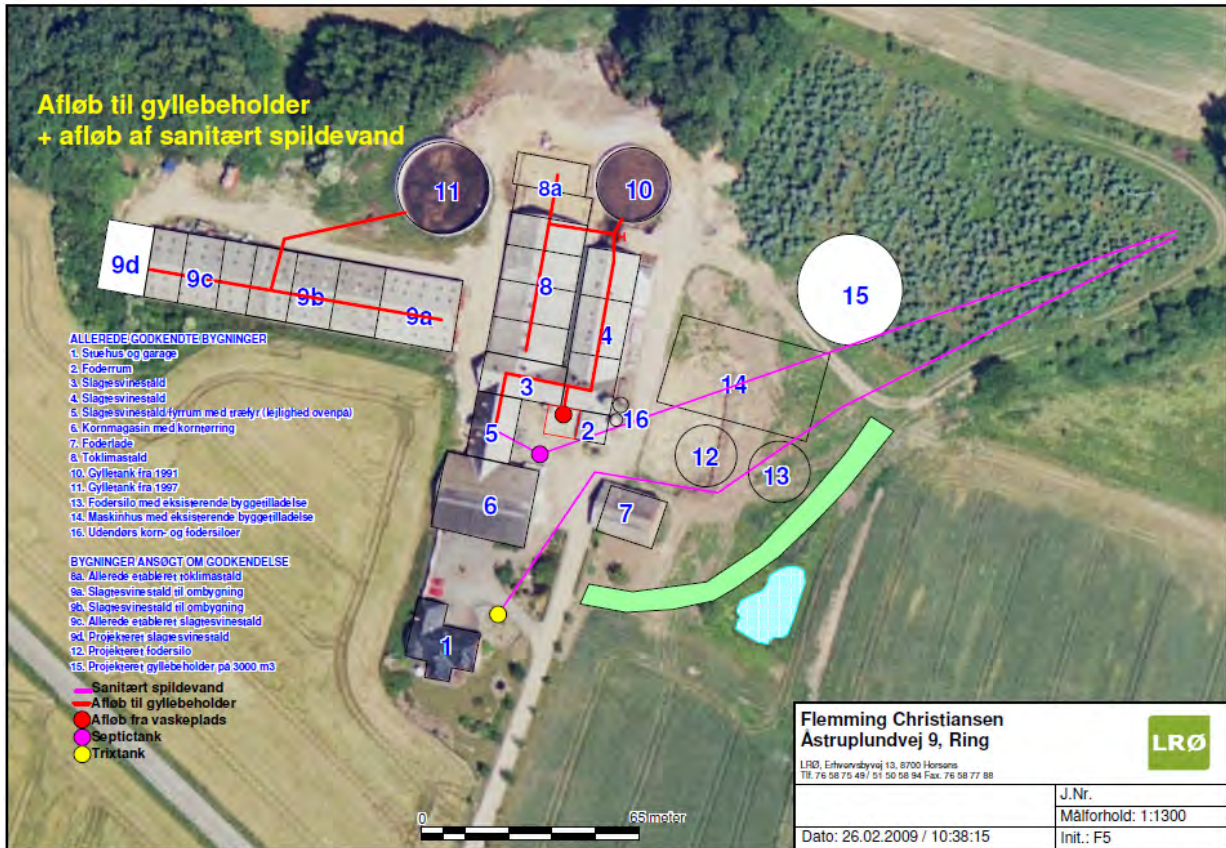 Afløb til gyllebeholder
+ afløb af sanitært spildevand
11
8a
10
9d
9c
9b
9a
8
4
15
3
14
16
5
2
12
13
6
7
1
ALLEREDE GODKENDTE BYGNINGER
1. Stuehus og garage
2. Foderrum
3. Slagtesvinestald
4. Slagtesvinestald
5. Slagtesvinestald/fyrrum med træfyr (lejlighed ovenpå)
6. Kornmagasin med korntørring
7. Foderlade
8. Toklimastald
10. Gylletank fra 1991
11. Gylletank fra 1997
13. Fodersilo med eksisterende byggetilladelse
14. Maskinhus med eksisterende byggetilladelse
16. Udendørs korn- og fodersiloer
BYGNINGER ANSØGT OM GODKENDELSE
8a. Allerede etableret toklimastald
9a. Slagtesvinestald til ombygning
9b. Slagtesvinestald til ombygning
9c. Allerede etableret slagtesvinestald
9d. Projekteret slagtesvinestald
12. Projekteret fodersilo
15. Projekteret gyllebeholder på 3000 m3
Sanitært spildevand
Afløb til gyllebeholder
Afløb fra vaskeplads
Septictank
Trixtank
0 65 meter
Flemming Christiansen
Åstruplundvej 9, Ring
LRØ
LRØ, Erhvervsbyvej 13, 8700 Horsens
Tlf. 76 58 75 49 / 51 50 58 94 Fax. 76 58 77 88
J.Nr.
Målforhold: 1:1300
Dato: 26.02.2009 / 10:38:15
Init.: F5